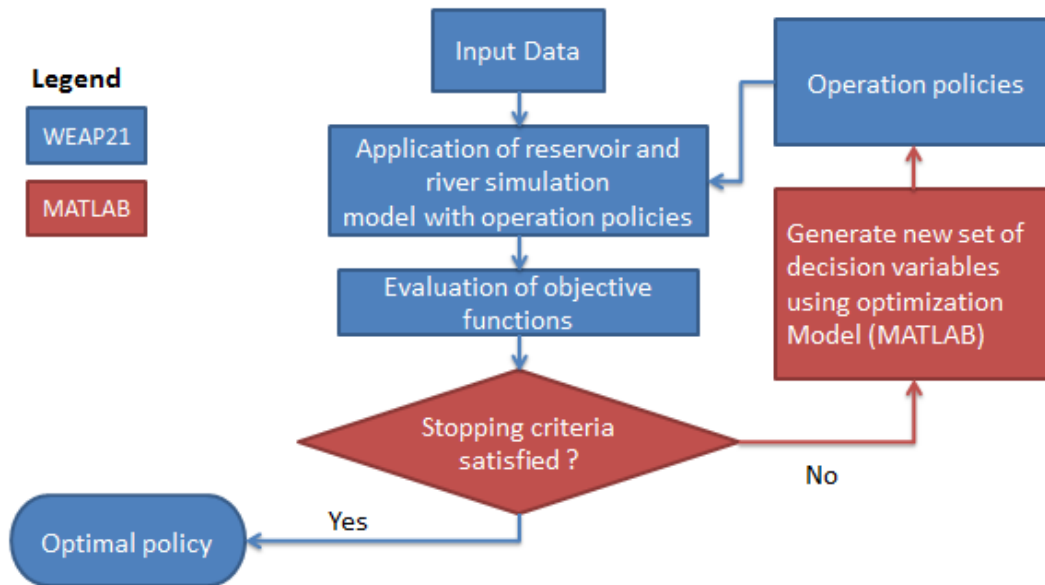 Legend
WEAP21
MATLAB
Input Data
Application of reservoir and
river simulation
model with operation policies
Evaluation of objective
functions
Stopping criteria
satisfied ?
Yes
Optimal policy
No
Generate new set of
decision variables
using optimization
Model (MATLAB)
Operation policies